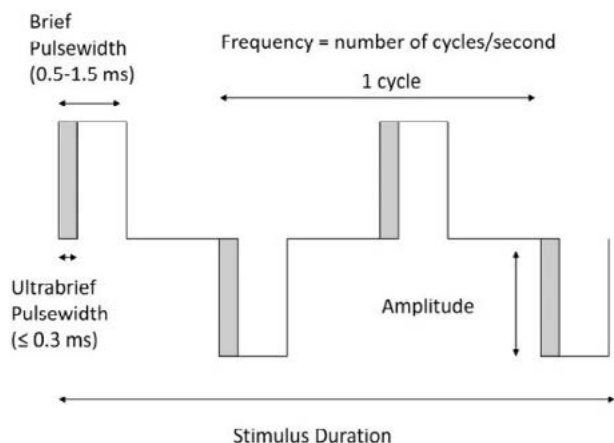 Brief
Pulsewidth
(0.5-1.5 ms)
Frequency = number of cycles/second
1 cycle
Ultrabrief
Pulsewidth
(≤ 0.3 ms)
Amplitude
Stimulus Duration